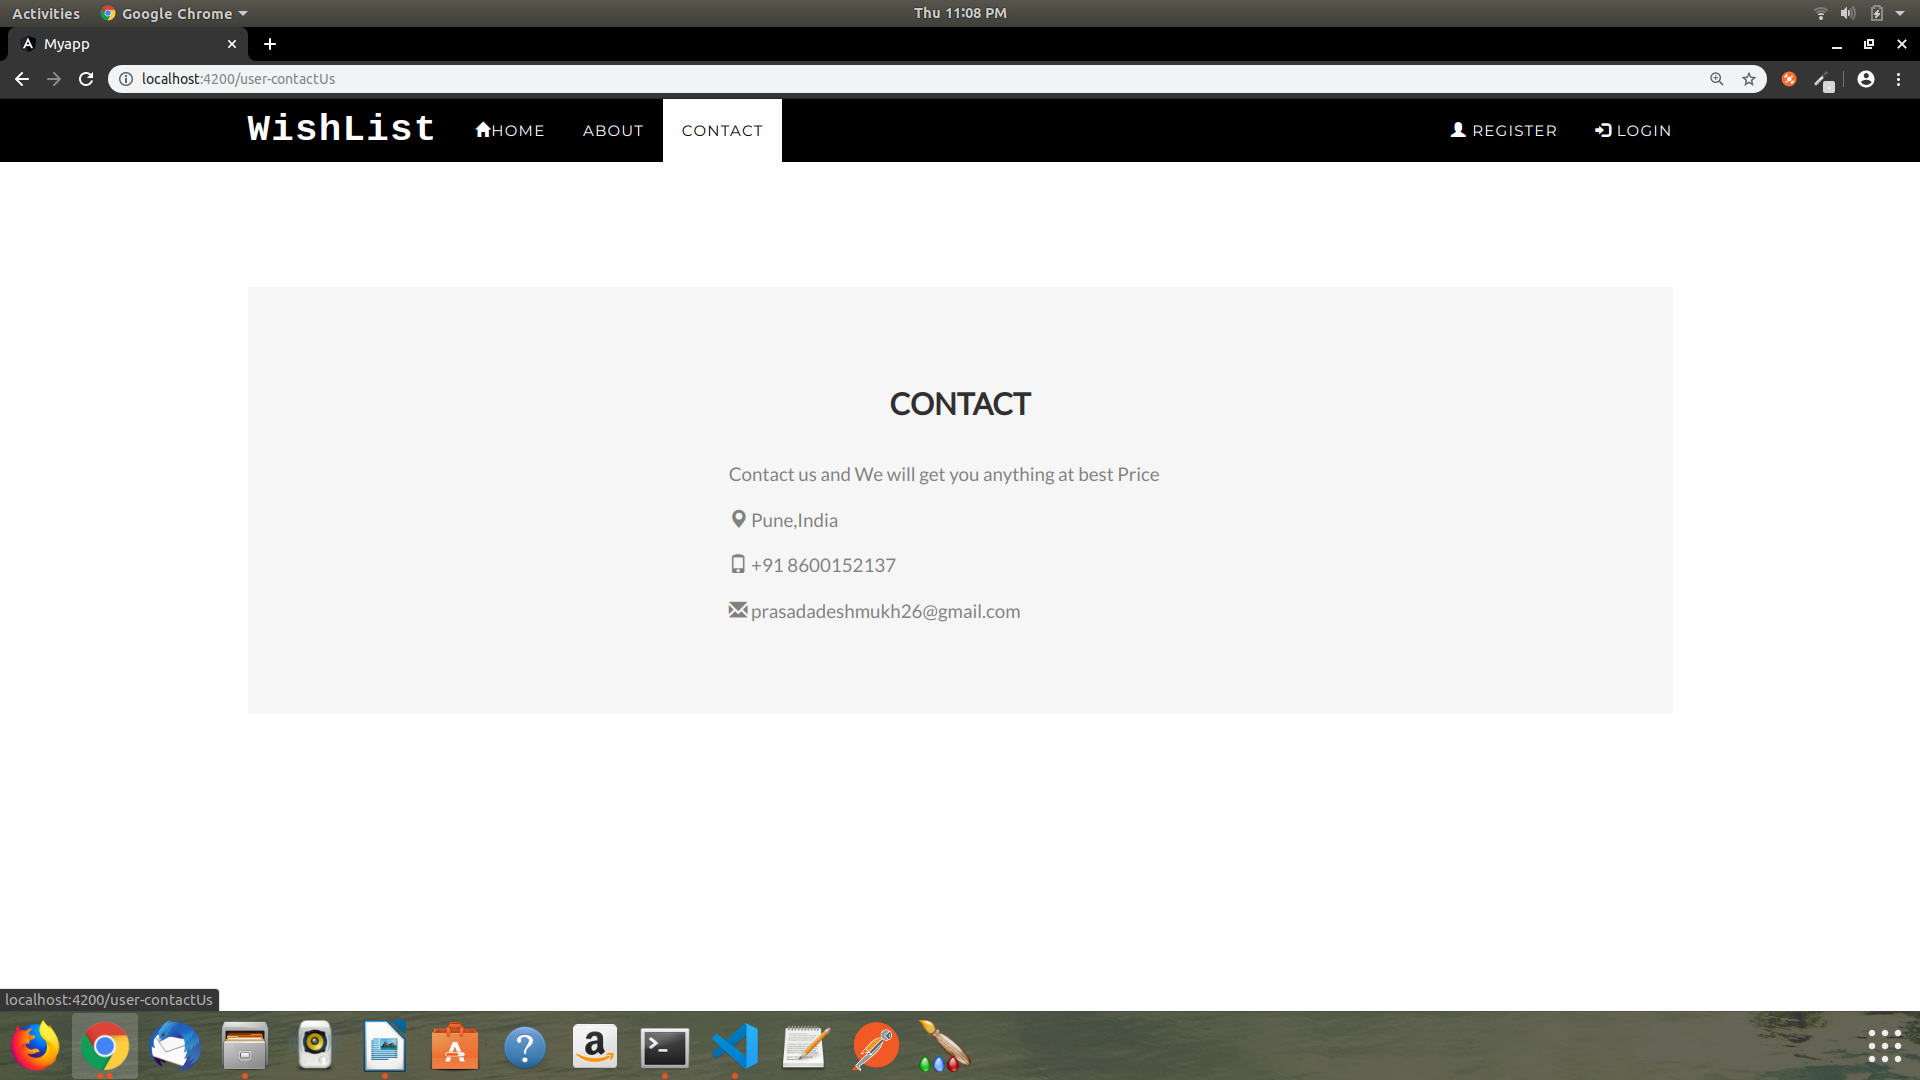 Activities
Google Chrome
Thu 11:08 PM
Myapp
localhost:4200/user-contactUs
WishList
HOME
ABOUT
CONTACT
REGISTER
LOGIN
CONTACT
Contact us and We will get you anything at best Price
Pune,India
+91 8600152137
prasadadeshmukh26@gmail.com
localhost:4200/user-contactUs